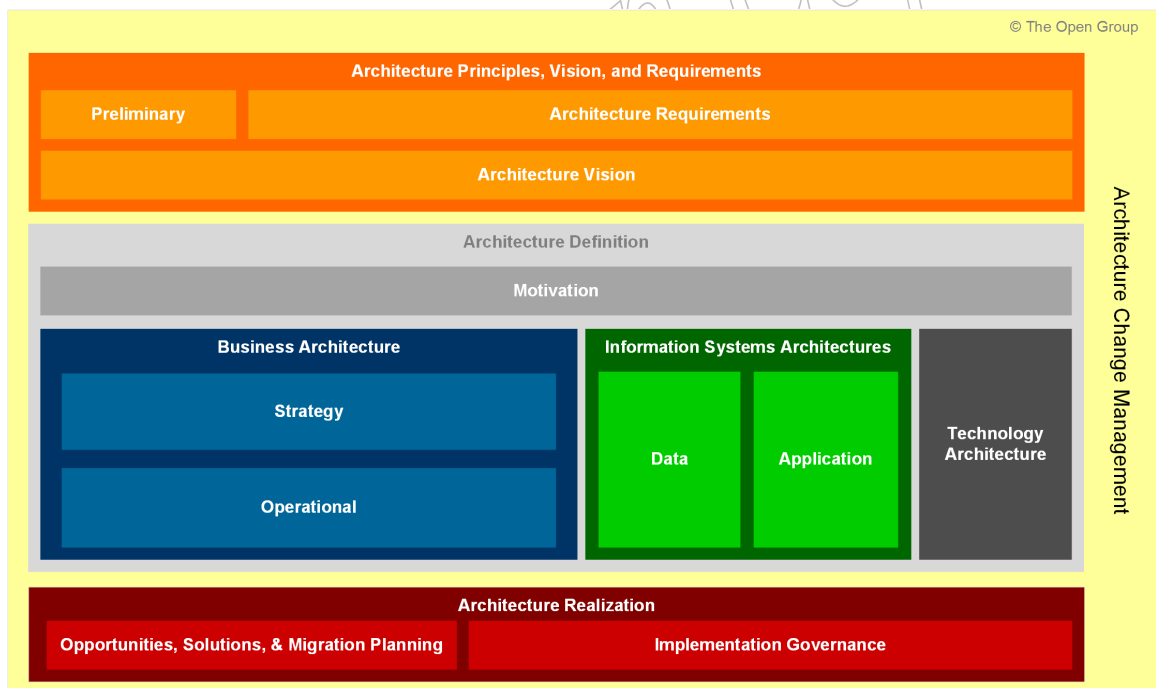 © The Open Group
Architecture Principles, Vision, and Requirements
Preliminary
Architecture Requirements
Architecture Vision
Architecture Definition
Motivation
Business Architecture
Strategy
Operational
Information Systems Architectures
Data
Application
Technology
Architecture
Architecture Realization
Opportunities, Solutions, & Migration Planning
Implementation Governance
Architecture Change Management